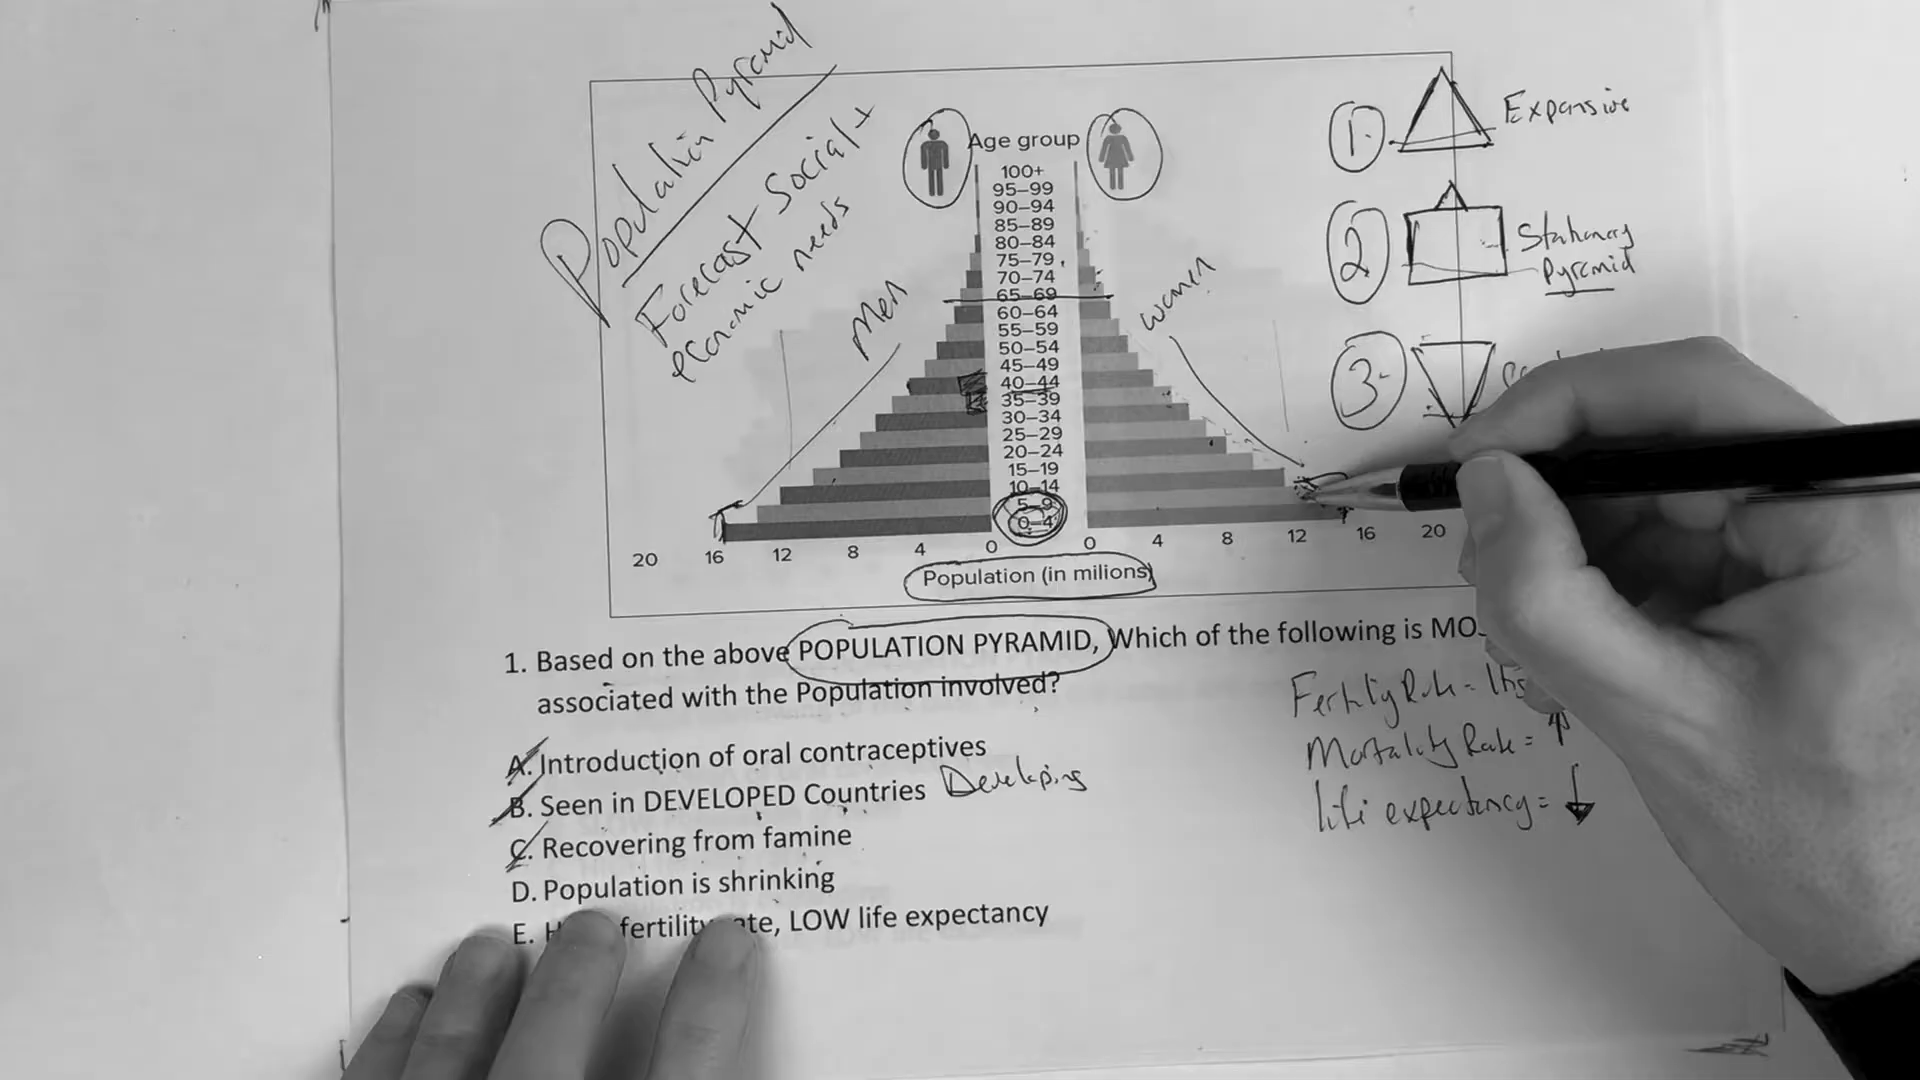 Population Pyramid
Forecast Social +
economic needs
Men
Women
Age group
100+
95–99
90–94
85–89
80–84
75–79
70–74
65–69
60–64
55–59
50–54
45–49
40–44
35–39
30–34
25–29
20–24
15–19
10–14
5–9
0–4
20 16 12 8 4 0 0 4 8 12 16 20
Population (in milions)
1. Expansive
2. Stationary
Pyramid
3.
1. Based on the above POPULATION PYRAMID, Which of the following is
associated with the Population involved?
A. Introduction of oral contraceptives
B. Seen in DEVELOPED Countries Developing
C. Recovering from famine
D. Population is shrinking
E. fertility LOW life expectancy
Fertility Rate =
Mortality Rate = ↑
life expectancy = ↓